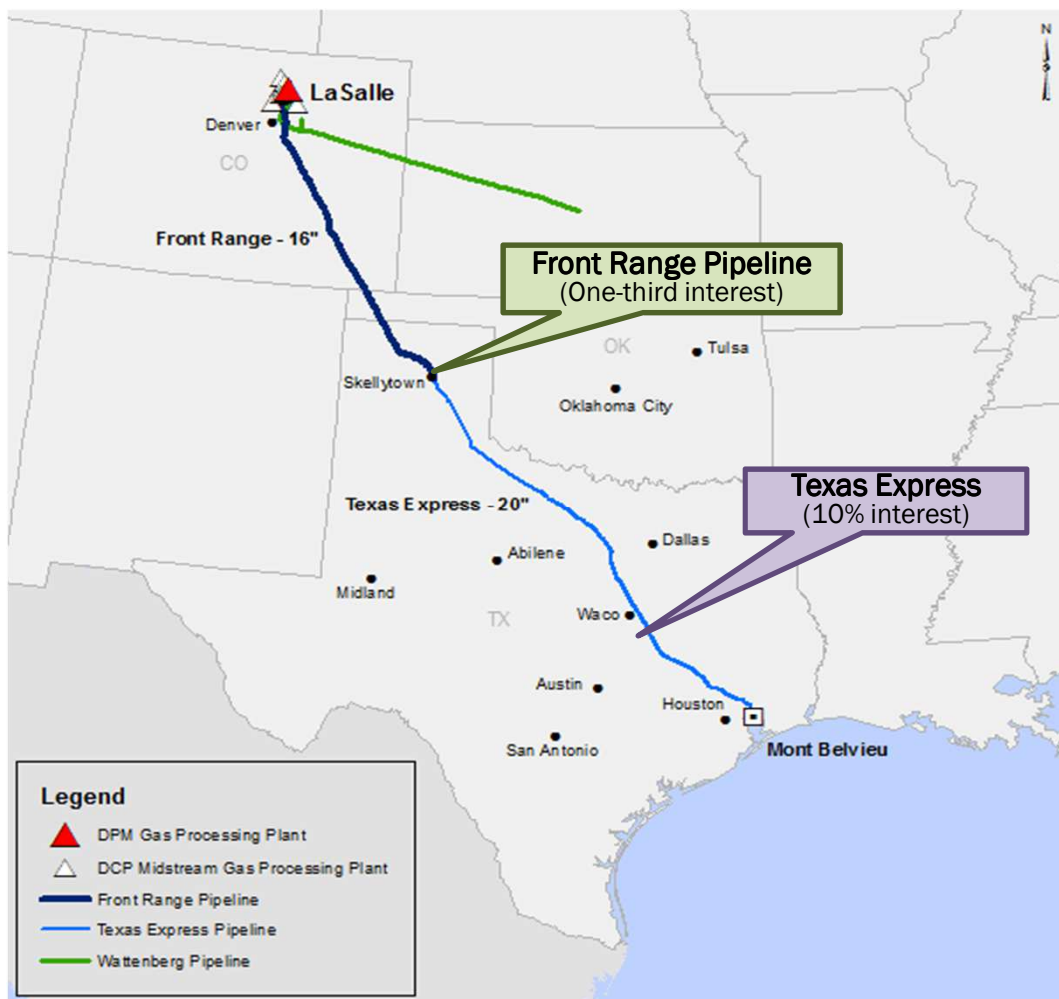 N
LaSalle
Denver
CO
Front Range - 16"
Front Range Pipeline
(One-third interest)
OK
Tulsa
Skellytown
Oklahoma City
Texas Express
(10% interest)
Texas Express - 20"
Dallas
Abilene
Midland
Waco
TX
Austin
Houston
San Antonio
Mont Belvieu
Legend
DPM Gas Processing Plant
DCP Midstream Gas Processing Plant
Front Range Pipeline
Texas Express Pipeline
Wattenberg Pipeline